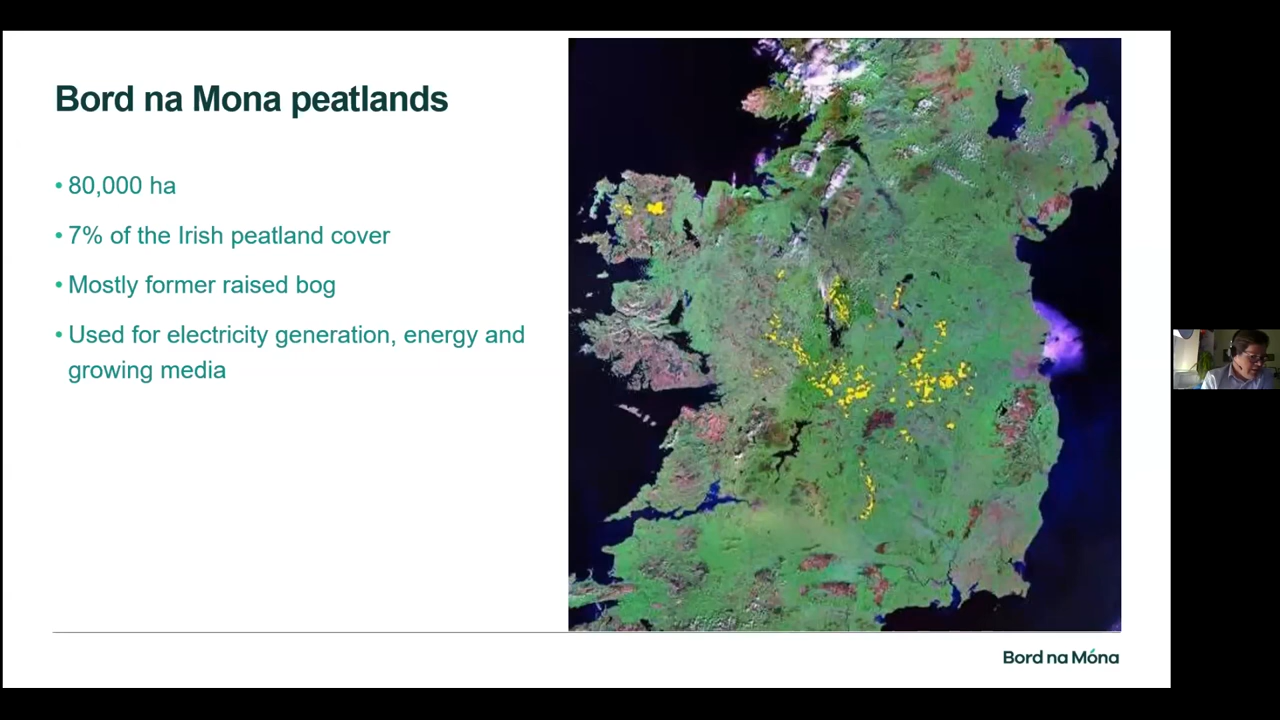 Bord na Mona peatlands
• 80,000 ha
• 7% of the Irish peatland cover
• Mostly former raised bog
• Used for electricity generation, energy and
growing media
Bord na Móna